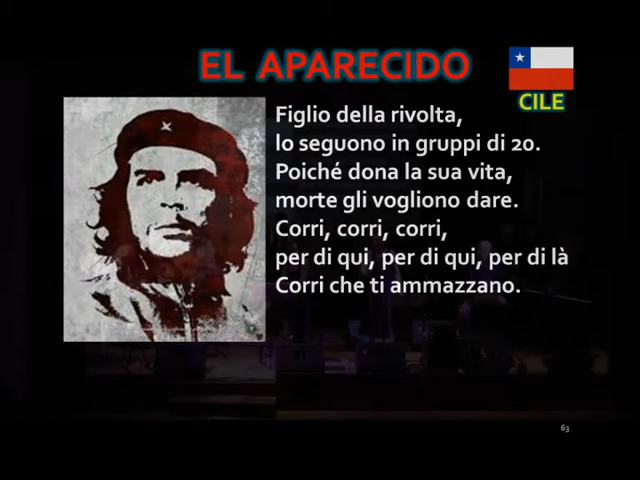 EL APARECIDO
CILE
Figlio della rivolta,
lo seguono in gruppi di 20.
Poiché dona la sua vita,
morte gli vogliono dare.
Corri, corri, corri,
per di qui, per di qui, per di là
Corri che ti ammazzano.
63